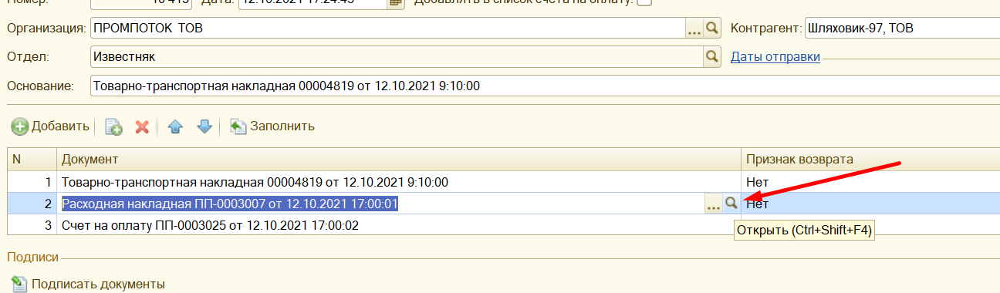 Номер: 10 415 Дата: 12.10.2021 17:24:45 Добавлять в список счета на оплату:
Организация: ПРОМПОТОК ТОВ ... Контрагент: Шляховик-97, ТОВ
Отдел: Известняк Даты отправки
Основание: Товарно-транспортная накладная 00004819 от 12.10.2021 9:10:00
Добавить Заполнить
N Документ Признак возврата
1 Товарно-транспортная накладная 00004819 от 12.10.2021 9:10:00 Нет
2 Расходная накладная ПП-0003007 от 12.10.2021 17:00:01 ... Нет
3 Счет на оплату ПП-0003025 от 12.10.2021 17:00:02
Открыть (Ctrl+Shift+F4)
Подписи
Подписать документы